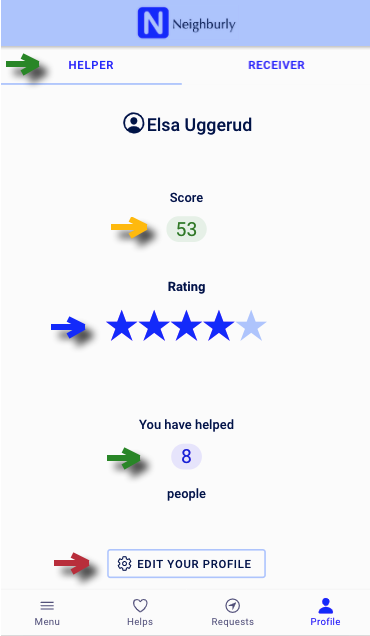 N Neighburly
HELPER RECEIVER
Elsa Uggerud
Score
53
Rating
You have helped
8
people
EDIT YOUR PROFILE
Menu Helps Requests Profile